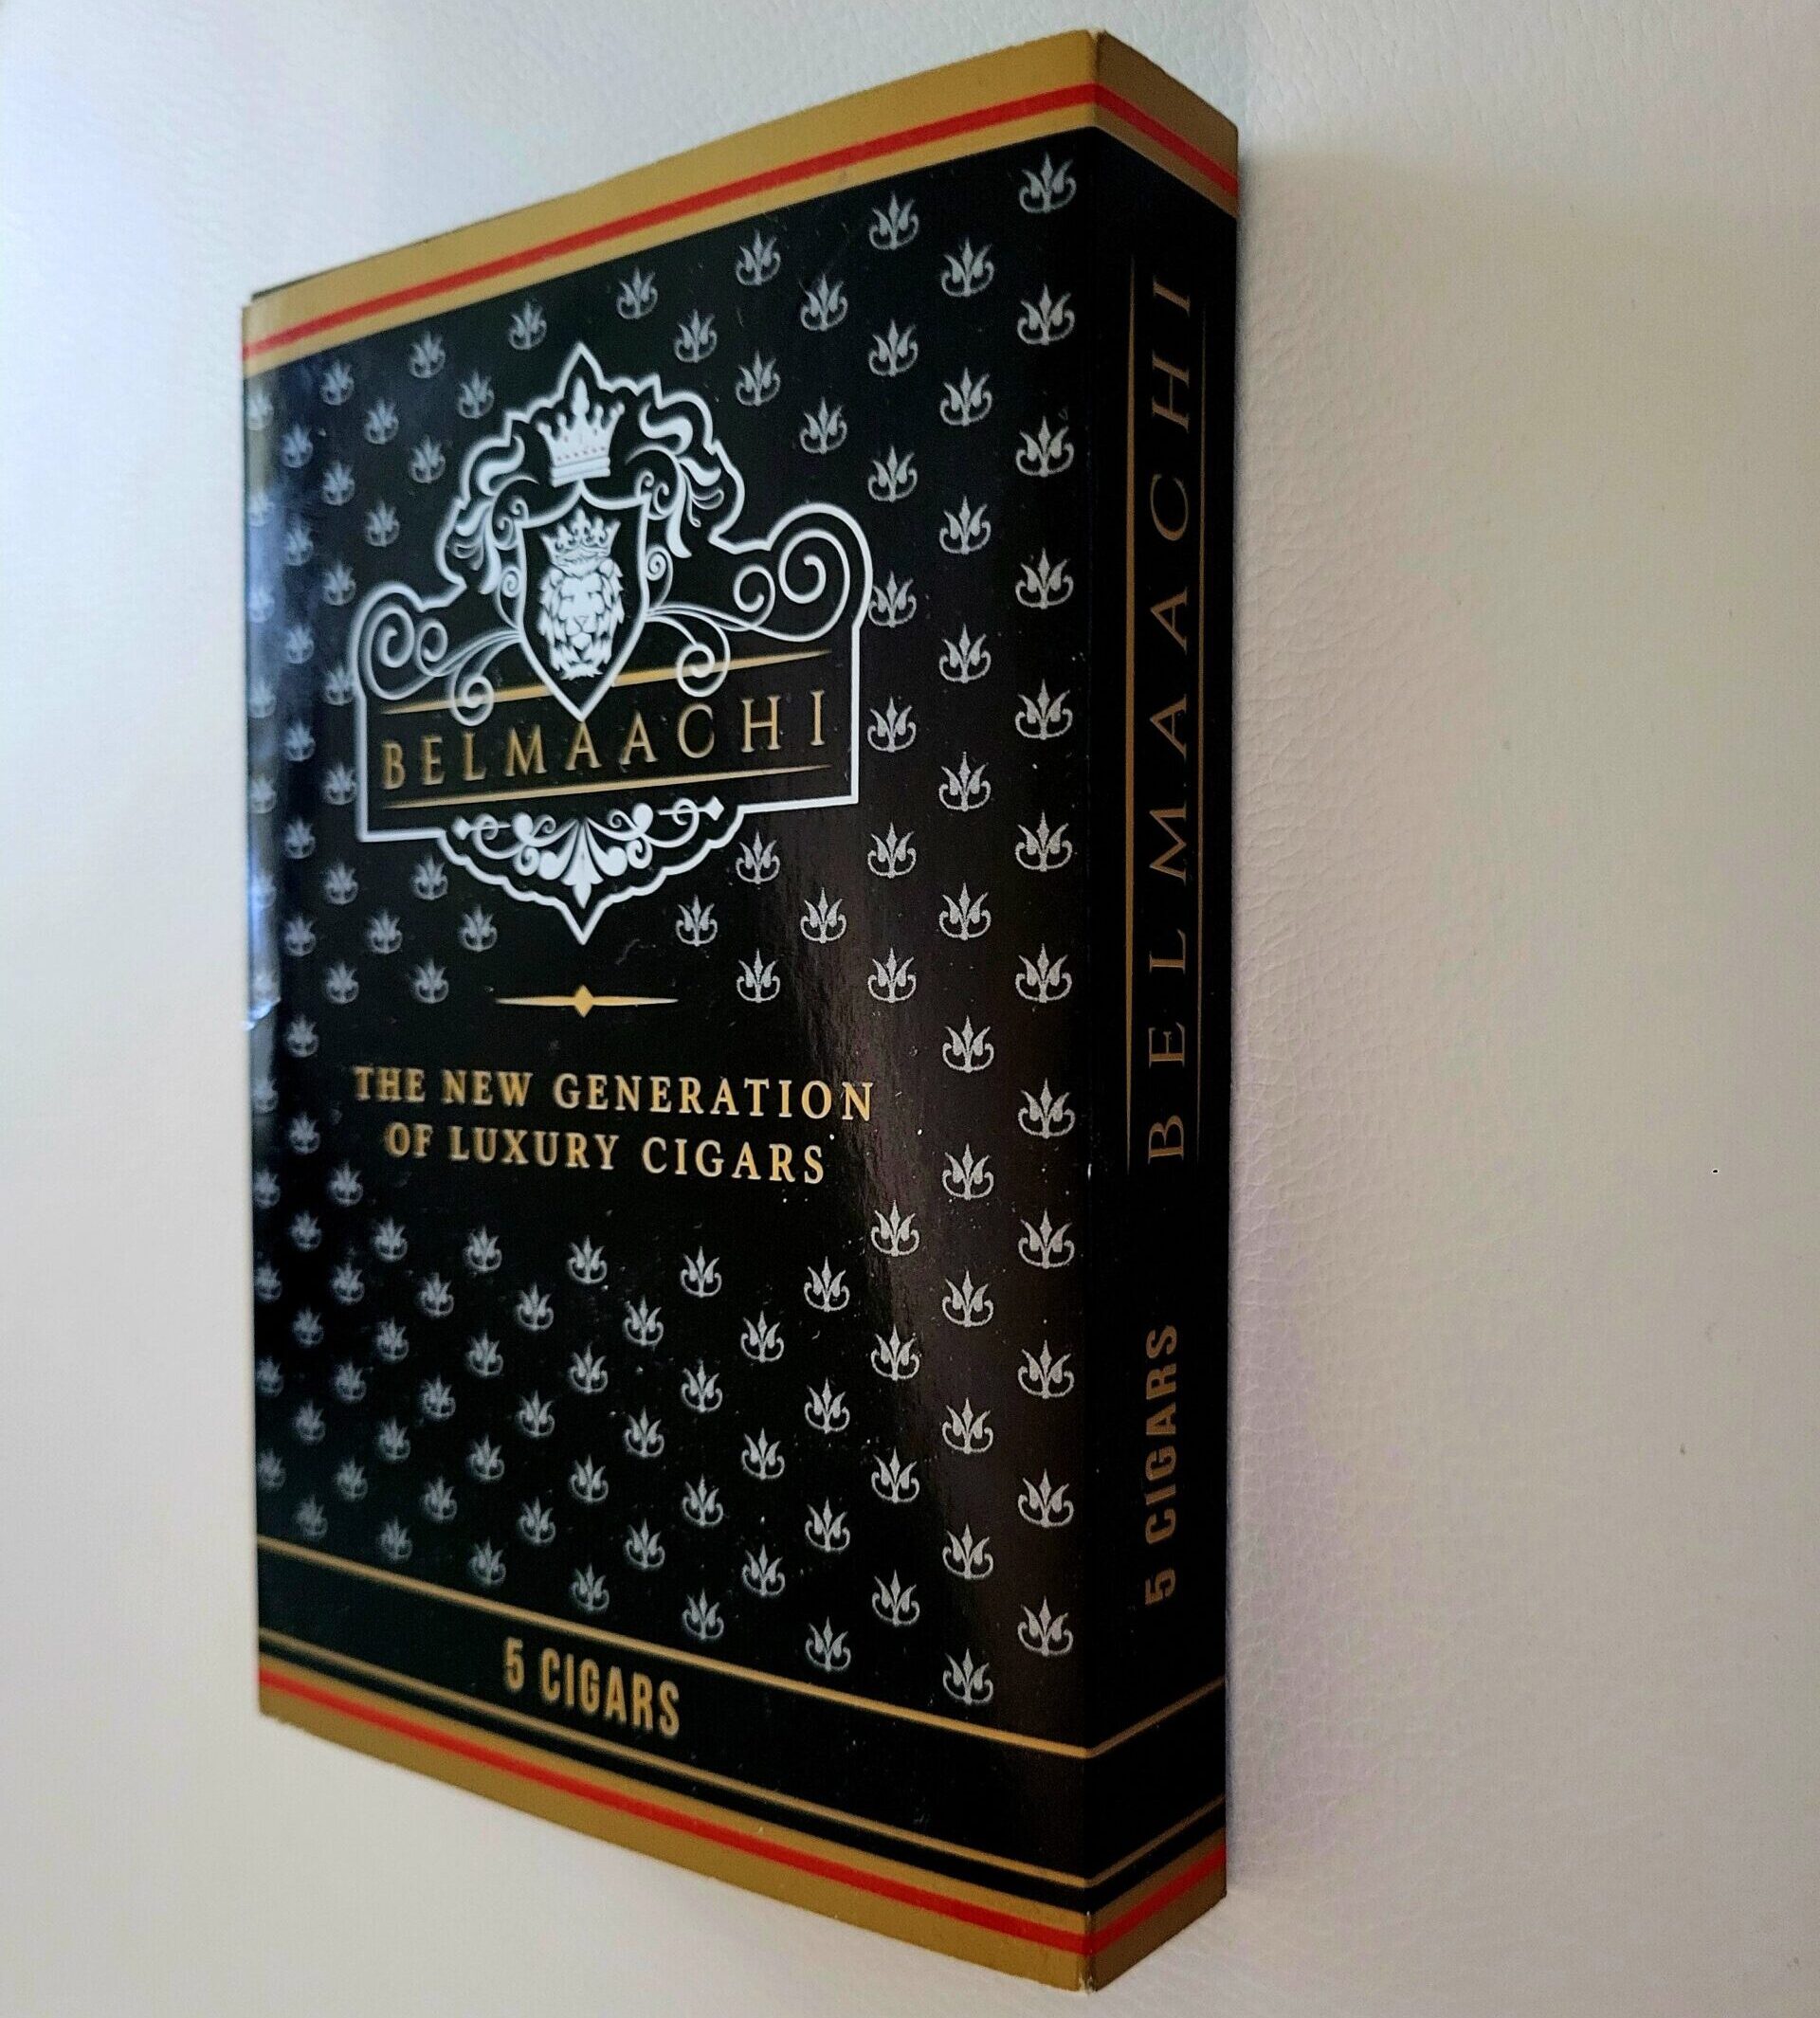 BELMAACHI
THE NEW GENERATION
OF LUXURY CIGARS
5 CIGARS
BELMAACHI
5 CIGARS